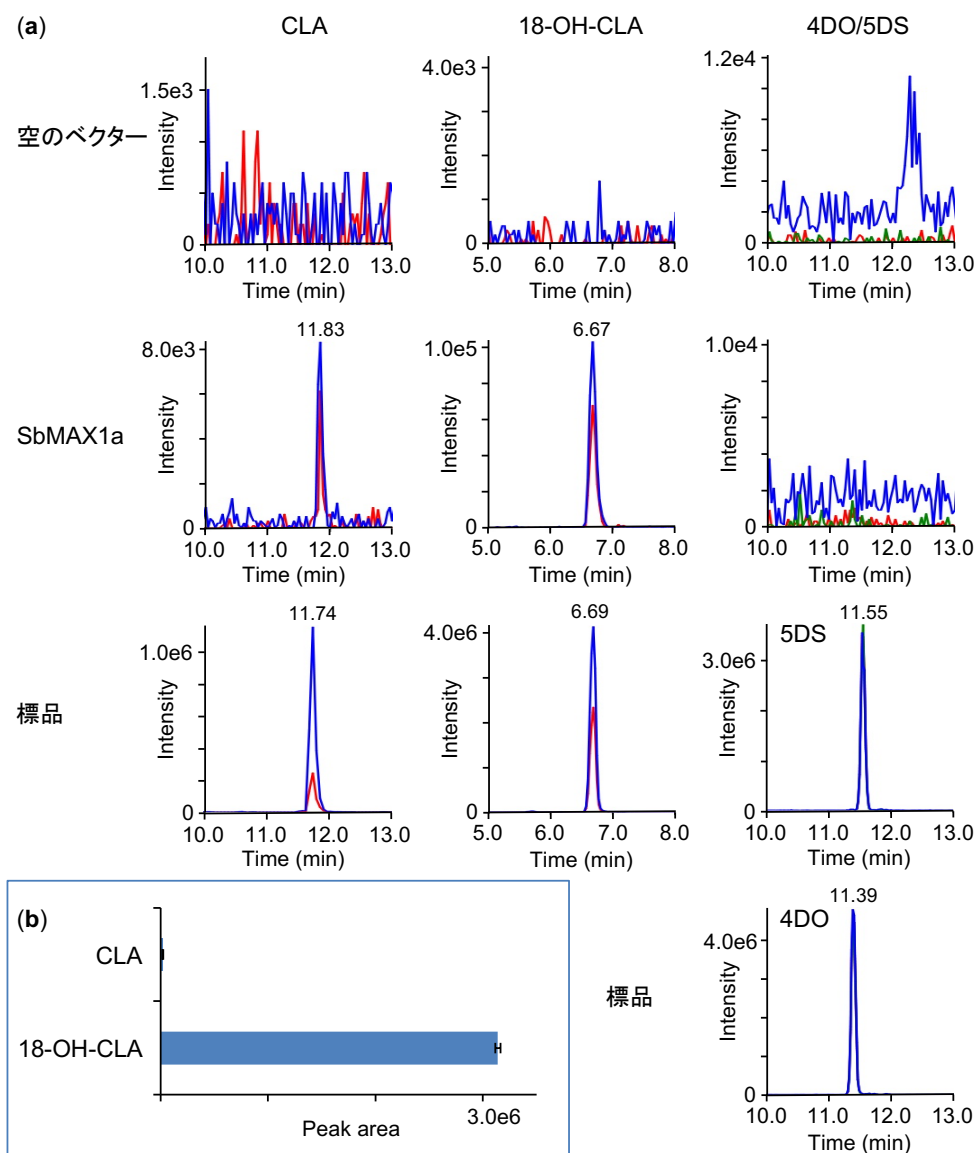 (a) CLA 18-OH-CLA 4DO/5DS
空のベクター
1.5e3
Intensity
0
10.0 11.0 12.0 13.0
Time (min)
4.0e3
Intensity
0
5.0 6.0 7.0 8.0
Time (min)
1.2e4
Intensity
0
10.0 11.0 12.0 13.0
Time (min)
SbMAX1a
11.83
8.0e3
Intensity
0
10.0 11.0 12.0 13.0
Time (min)
6.67
1.0e5
Intensity
0
5.0 6.0 7.0 8.0
Time (min)
1.0e4
Intensity
0
10.0 11.0 12.0 13.0
Time (min)
標品
11.74
1.0e6
Intensity
0
10.0 11.0 12.0 13.0
Time (min)
6.69
4.0e6
Intensity
0
5.0 6.0 7.0 8.0
Time (min)
11.55
5DS
3.0e6
Intensity
0
10.0 11.0 12.0 13.0
Time (min)
(b)
CLA
18-OH-CLA
3.0e6
Peak area
標品
11.39
4DO
4.0e6
Intensity
0
10.0 11.0 12.0 13.0
Time (min)